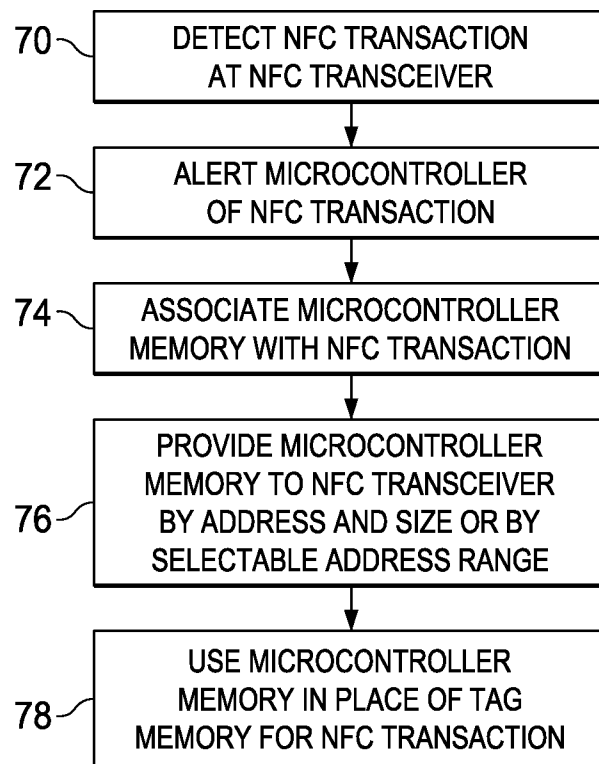 70
DETECT NFC TRANSACTION
AT NFC TRANSCEIVER
72
ALERT MICROCONTROLLER
OF NFC TRANSACTION
74
ASSOCIATE MICROCONTROLLER
MEMORY WITH NFC TRANSACTION
76
PROVIDE MICROCONTROLLER
MEMORY TO NFC TRANSCEIVER
BY ADDRESS AND SIZE OR BY
SELECTABLE ADDRESS RANGE
78
USE MICROCONTROLLER
MEMORY IN PLACE OF TAG
MEMORY FOR NFC TRANSACTION